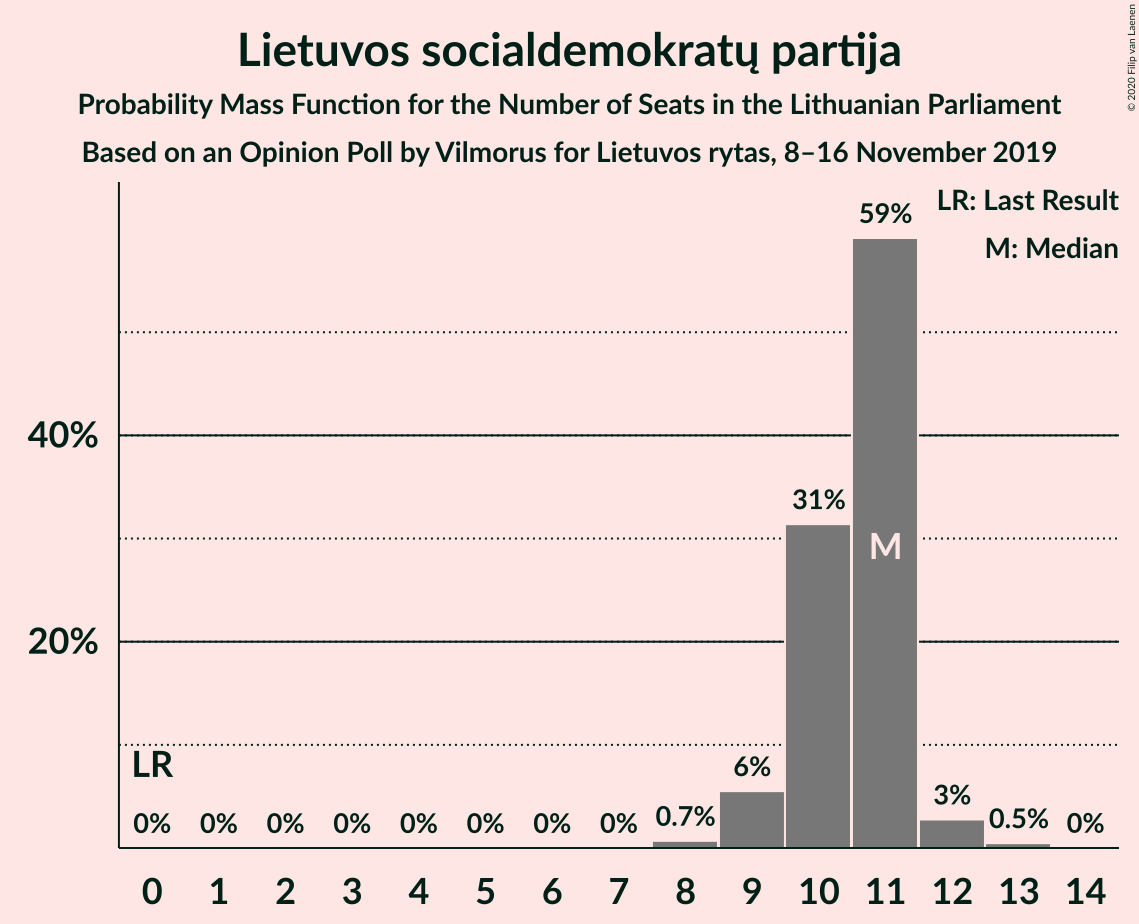 Lietuvos socialdemokratų partija
Probability Mass Function for the Number of Seats in the Lithuanian Parliament
Based on an Opinion Poll by Vilmorus for Lietuvos rytas, 8–16 November 2019
© 2020 Filip van Laenen
LR: Last Result
M: Median
59%
40%
31%
M
20%
LR
6%
3%
0% 0% 0% 0% 0% 0% 0% 0% 0.7% 0.5% 0%
0 1 2 3 4 5 6 7 8 9 10 11 12 13 14